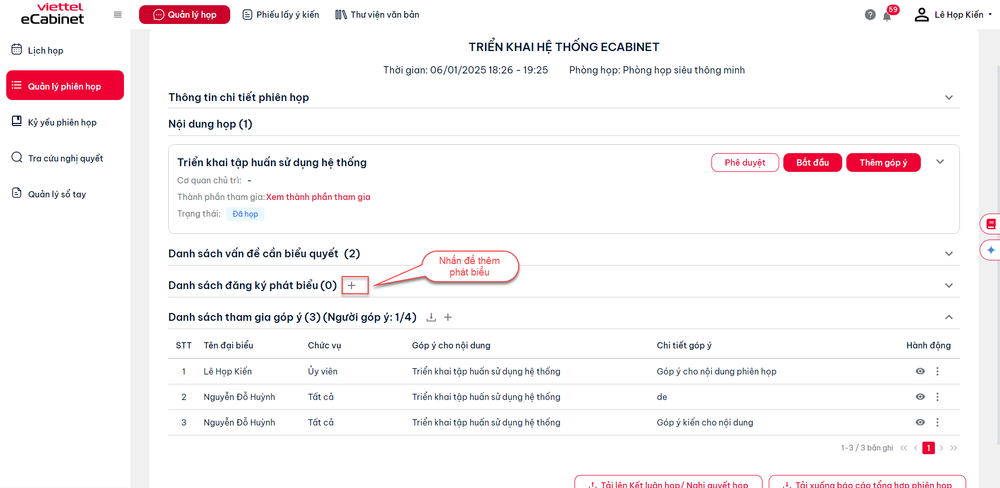 viettel
eCabinet
Quản lý họp
Phiếu lấy ý kiến
Thư viện văn bản
59
Lê Họp Kiến
Lịch họp
Quản lý phiên họp
Kỷ yếu phiên họp
Tra cứu nghị quyết
Quản lý sổ tay
TRIỂN KHAI HỆ THỐNG ECABINET
Thời gian: 06/01/2025 18:26 - 19:25 Phòng họp: Phòng họp siêu thông minh
Thông tin chi tiết phiên họp
Nội dung họp (1)
Triển khai tập huấn sử dụng hệ thống
Phê duyệt
Bắt đầu
Thêm góp ý
Cơ quan chủ trì: -
Thành phần tham gia: Xem thành phần tham gia
Trạng thái: Đã họp
Danh sách vấn đề cần biểu quyết (2)
Nhấn để thêm
phát biểu
Danh sách đăng ký phát biểu (0)
Danh sách tham gia góp ý (3) (Người góp ý: 1/4)
STT Tên đại biểu Chức vụ Góp ý cho nội dung Chi tiết góp ý Hành động
1 Lê Họp Kiến Ủy viên Triển khai tập huấn sử dụng hệ thống Góp ý cho nội dung phiên họp
2 Nguyễn Đỗ Huỳnh Tất cả Triển khai tập huấn sử dụng hệ thống de
3 Nguyễn Đỗ Huỳnh Tất cả Triển khai tập huấn sử dụng hệ thống Góp ý kiến cho nội dung
1-3 / 3 bản ghi 1
Tải lên Kết luận họp/ Nghị quyết họp
Tải xuống báo cáo tổng hợp phiên họp